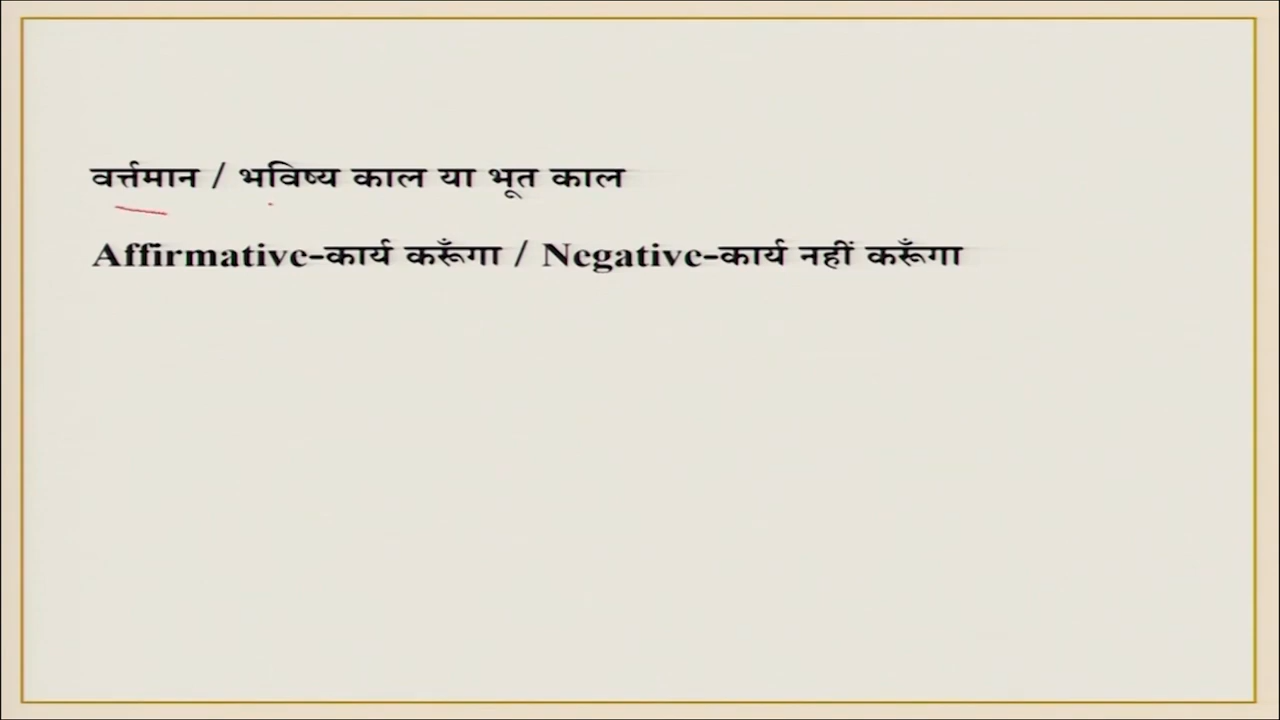 वर्त्तमान / भविष्य काल या भूत काल
Affirmative-कार्य करूँगा / Negative-कार्य नहीं करूँगा